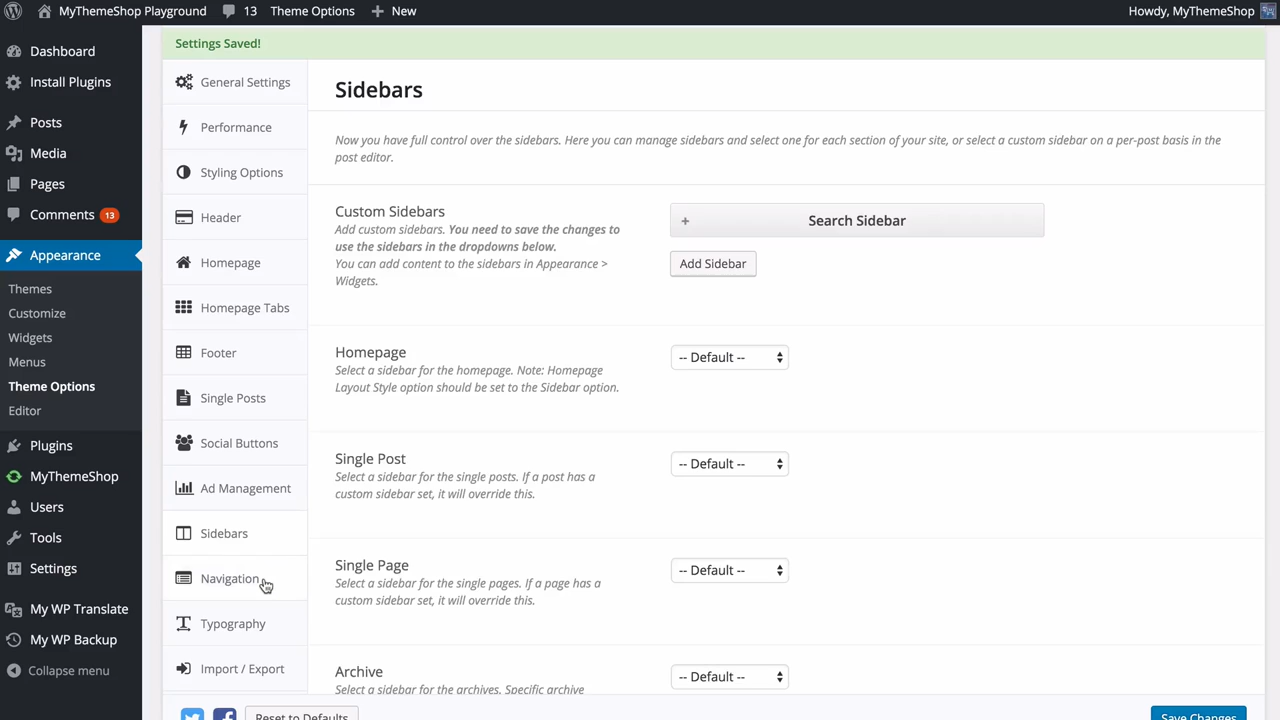 MyThemeShop Playground 13 Theme Options New Howdy, MyThemeShop
Dashboard
Install Plugins
Posts
Media
Pages
Comments 13
Appearance
Themes
Customize
Widgets
Menus
Theme Options
Editor
Plugins
MyThemeShop
Users
Tools
Settings
My WP Translate
My WP Backup
Collapse menu
Settings Saved!
General Settings
Performance
Styling Options
Header
Homepage
Homepage Tabs
Footer
Single Posts
Social Buttons
Ad Management
Sidebars
Navigation
Typography
Import / Export
Sidebars
Now you have full control over the sidebars. Here you can manage sidebars and select one for each section of your site, or select a custom sidebar on a per-post basis in the
post editor.
Custom Sidebars
Add custom sidebars. You need to save the changes to
use the sidebars in the dropdowns below.
You can add content to the sidebars in Appearance >
Widgets.
+ Search Sidebar
Add Sidebar
Homepage
Select a sidebar for the homepage. Note: Homepage
Layout Style option should be set to the Sidebar option.
-- Default --
Single Post
Select a sidebar for the single posts. If a post has a
custom sidebar set, it will override this.
-- Default --
Single Page
Select a sidebar for the single pages. If a page has a
custom sidebar set, it will override this.
-- Default --
Archive
Select a sidebar for the archives. Specific archive
-- Default --
Reset to Defaults
Save Changes